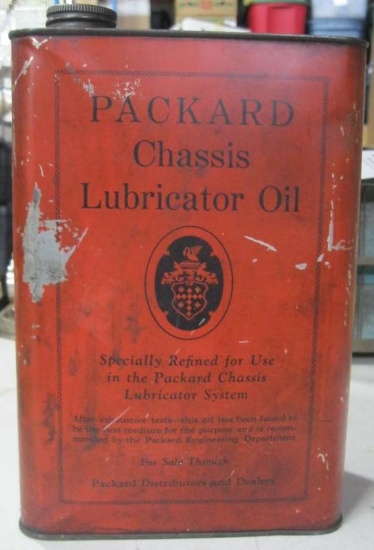 PACKARD
Chassis
Lubricator Oil
Specially Refined for Use
in the Packard Chassis
Lubricator System
After exhaustive tests—this oil has been found to
be the best medium for the purpose and is recom-
mended by the Packard Engineering Department
For Sale Through
Packard Distributors and Dealers